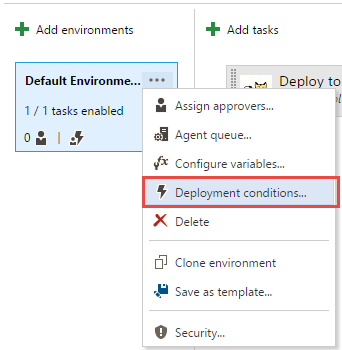 Add environments
Add tasks
Default Environme...
Deploy to
1 / 1 tasks enabled
0
Assign approvers...
Agent queue...
Configure variables...
Deployment conditions...
Delete
Clone environment
Save as template...
Security...